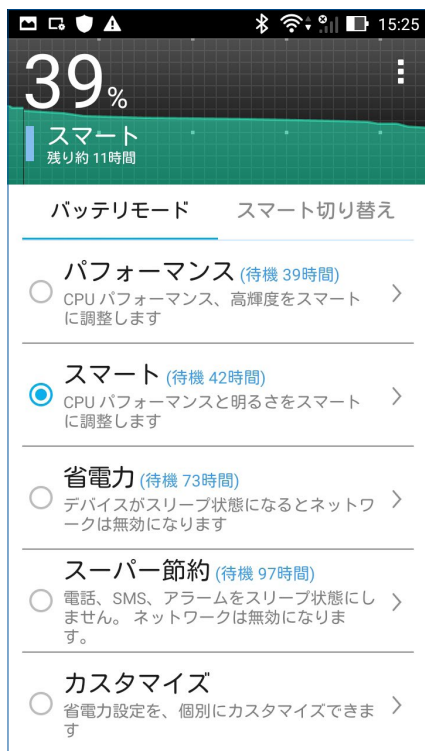 15:25
39%
スマート
残り約 11時間
バッテリモード スマート切り替え
パフォーマンス (待機 39時間)
CPU パフォーマンス、高輝度をスマート
に調整します
スマート (待機 42時間)
CPU パフォーマンスと明るさをスマート
に調整します
省電力 (待機 73時間)
デバイスがスリープ状態になるとネットワ
ークは無効になります
スーパー節約 (待機 97時間)
電話、SMS、アラームをスリープ状態にし
ません。 ネットワークは無効になりま
す。
カスタマイズ
省電力設定を、個別にカスタマイズできま
す